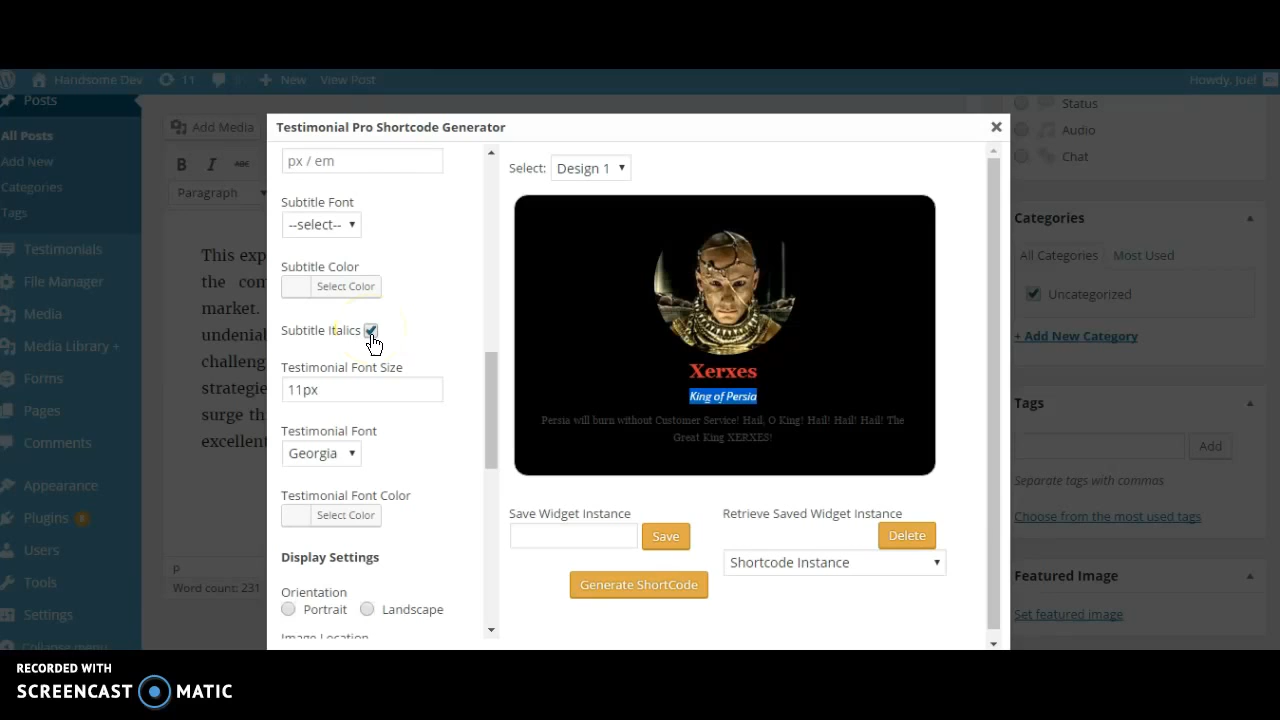 Handsome Dev 11 New View Post Howdy, Joel
Posts
All Posts
Add New
Categories
Tags
Testimonials
File Manager
Media
Media Library +
Forms
Pages
Comments
Appearance
Plugins
Users
Tools
Settings
Collapse menu
Add Media
B I ABC
Paragraph
This exp
the con
market.
undenial
challeng
strategie
surge th
excellent
p
Word count: 231
Testimonial Pro Shortcode Generator
px / em
Subtitle Font
--select--
Subtitle Color
Select Color
Subtitle Italics
Testimonial Font Size
11px
Testimonial Font
Georgia
Testimonial Font Color
Select Color
Display Settings
Orientation
Portrait Landscape
Image Location
Select: Design 1
Xerxes
King of Persia
Persia will burn without Customer Service! Hail, O King! Hail! Hail! Hail! The
Great King XERXES!
Save Widget Instance
Save
Generate ShortCode
Retrieve Saved Widget Instance
Delete
Shortcode Instance
Status
Audio
Chat
Categories
All Categories Most Used
Uncategorized
+ Add New Category
Tags
Add
Separate tags with commas
Choose from the most used tags
Featured Image
Set featured image
RECORDED WITH
SCREENCAST MATIC